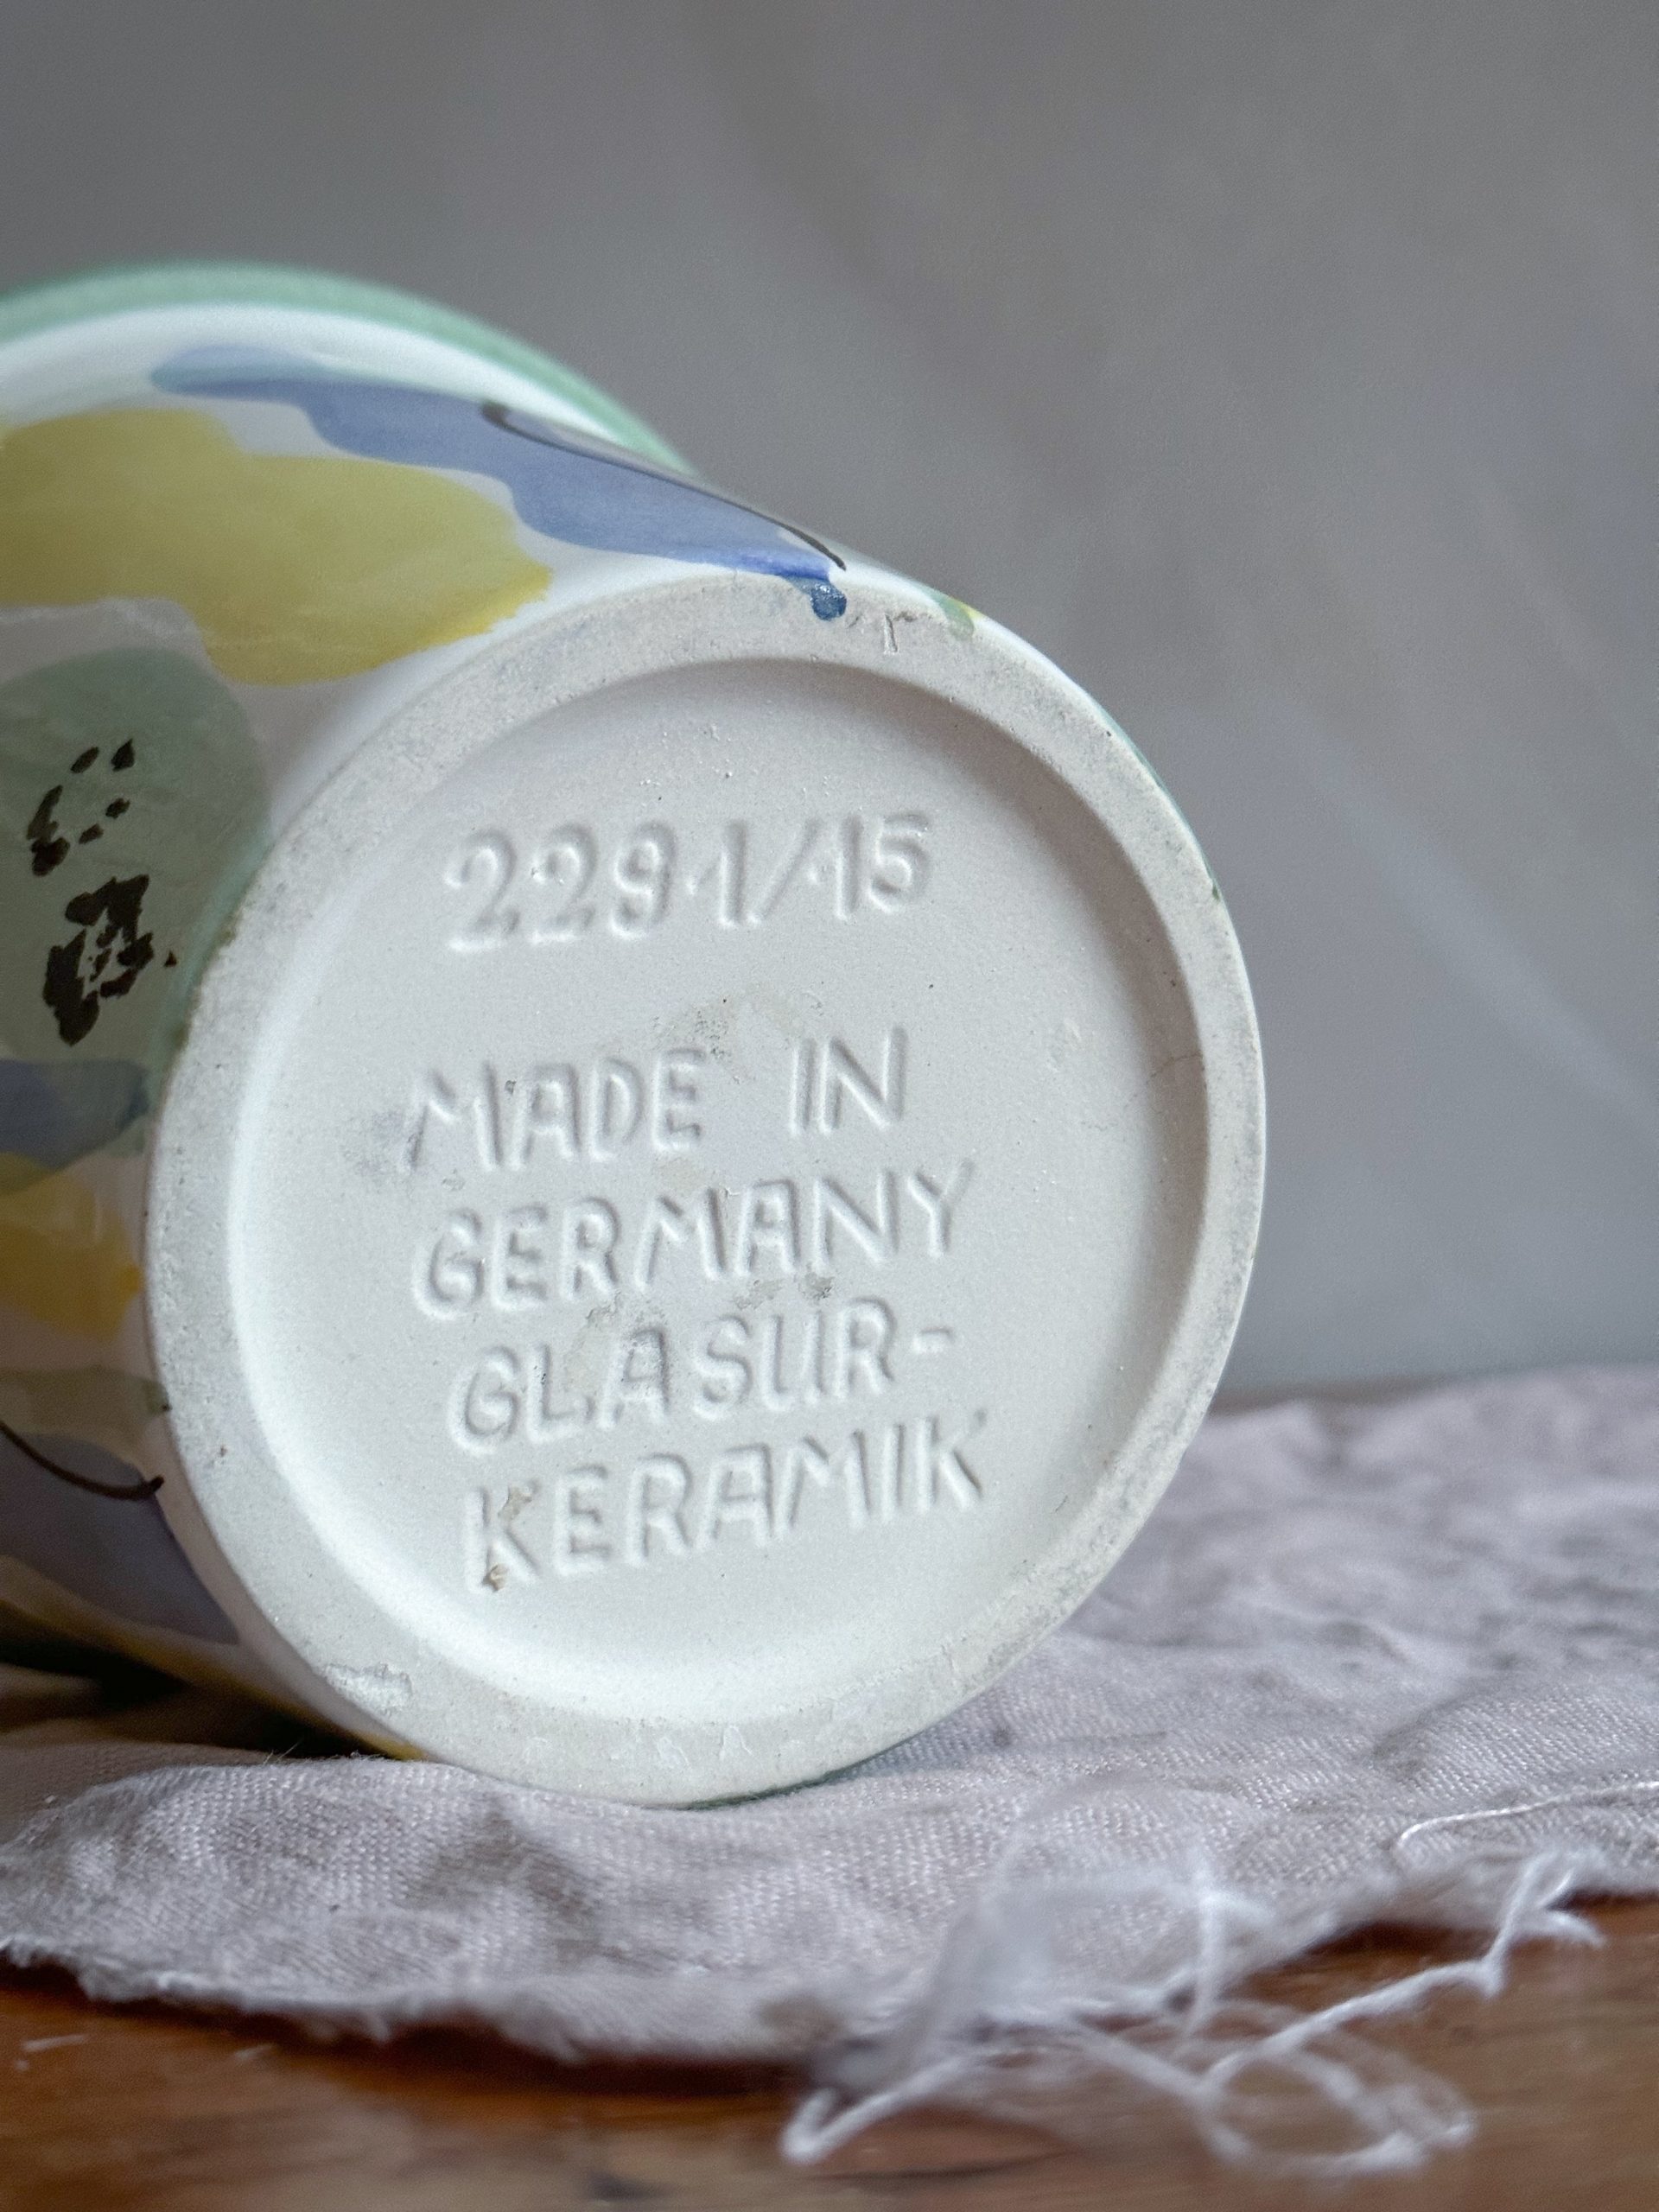 2291/15
MADE IN
GERMANY
GLASUR-
KERAMIK